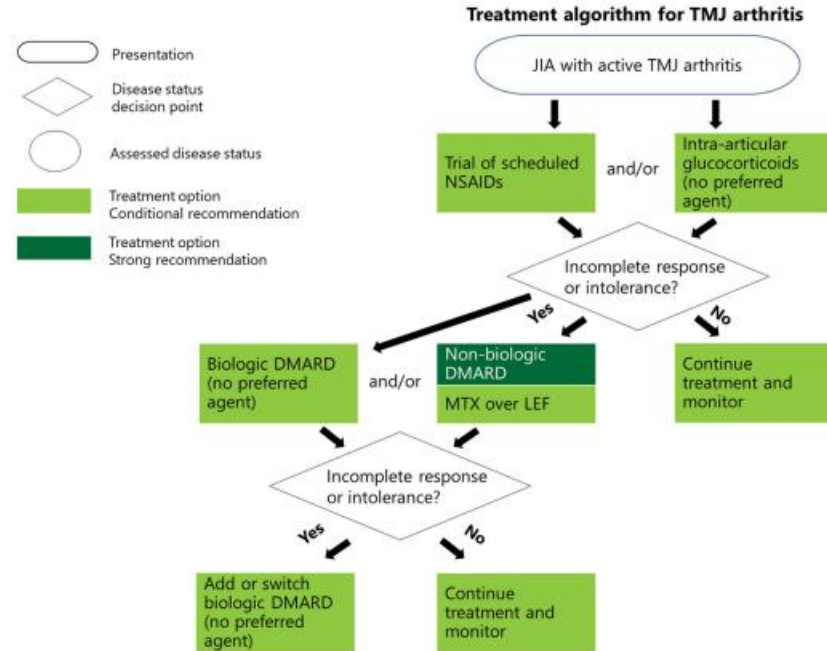 Treatment algorithm for TMJ arthritis
Presentation
Disease status
decision point
Assessed disease status
Treatment option
Conditional recommendation
Treatment option
Strong recommendation
JIA with active TMJ arthritis
Trial of scheduled
NSAIDs
and/or
Intra-articular
glucocorticoids
(no preferred
agent)
Incomplete response
or intolerance?
Yes
No
Biologic DMARD
(no preferred
agent)
and/or
Non-biologic
DMARD
MTX over LEF
Continue
treatment and
monitor
Incomplete response
or intolerance?
Yes
No
Add or switch
biologic DMARD
(no preferred
agent)
Continue
treatment and
monitor